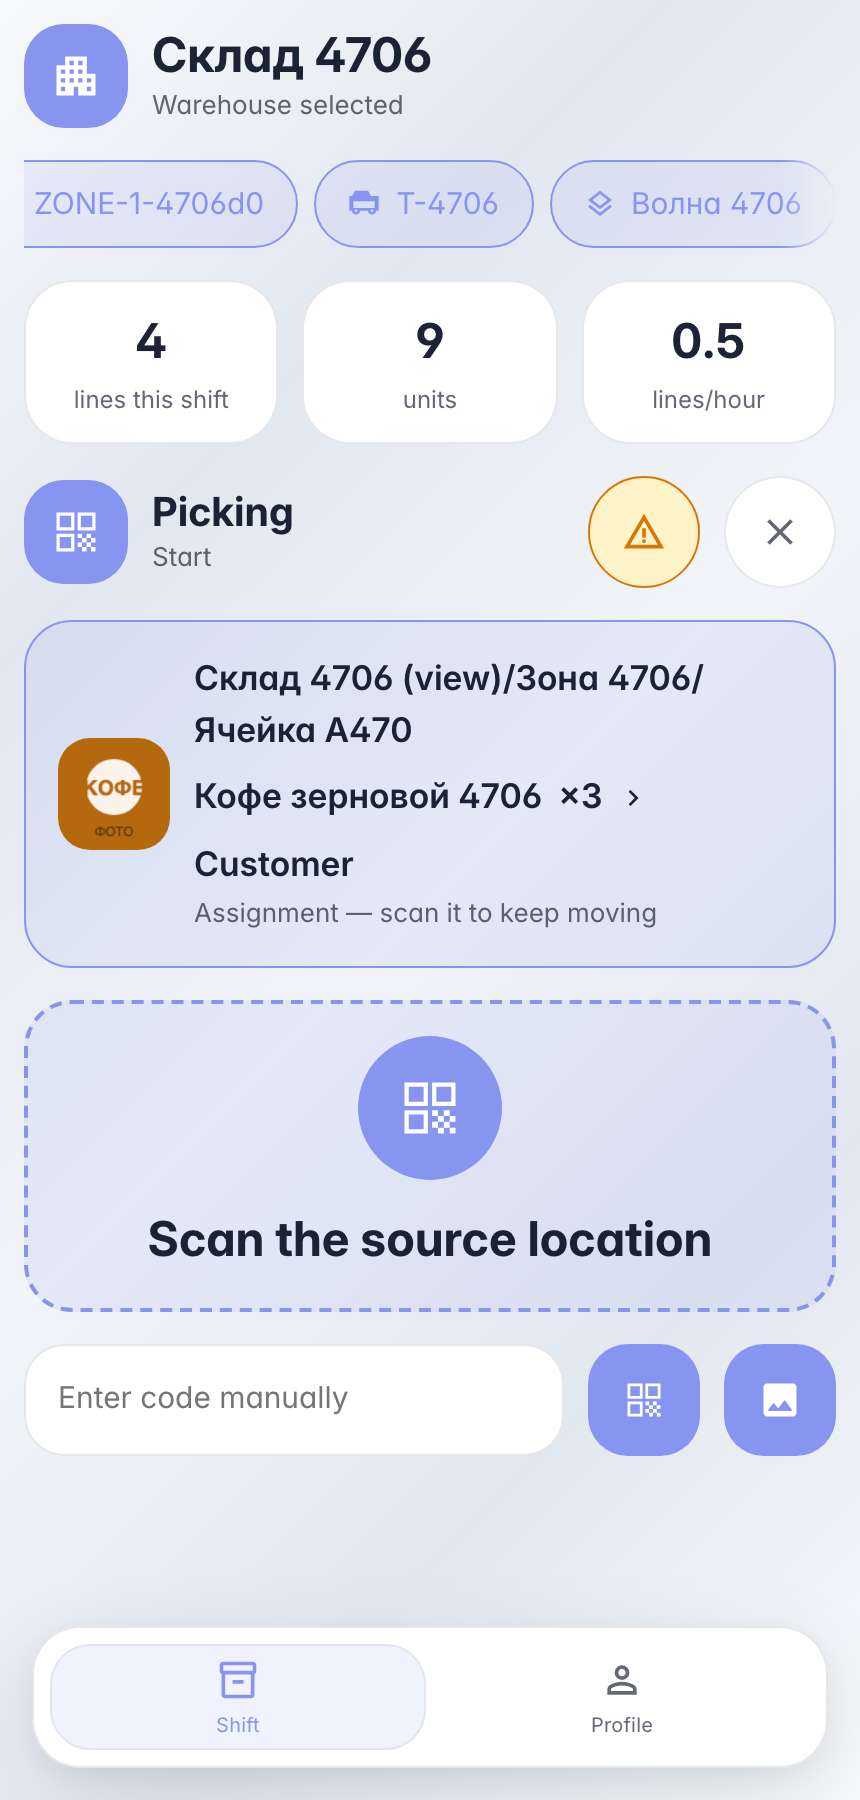 Склад 4706
Warehouse selected
ZONE-1-4706d0
T-4706
Волна 4706
4
lines this shift
9
units
0.5
lines/hour
Picking
Start
Склад 4706 (view)/Зона 4706/
Ячейка A470
КОФЕ
ФОТО
Кофе зерновой 4706 ×3
Customer
Assignment — scan it to keep moving
Scan the source location
Enter code manually
Shift
Profile